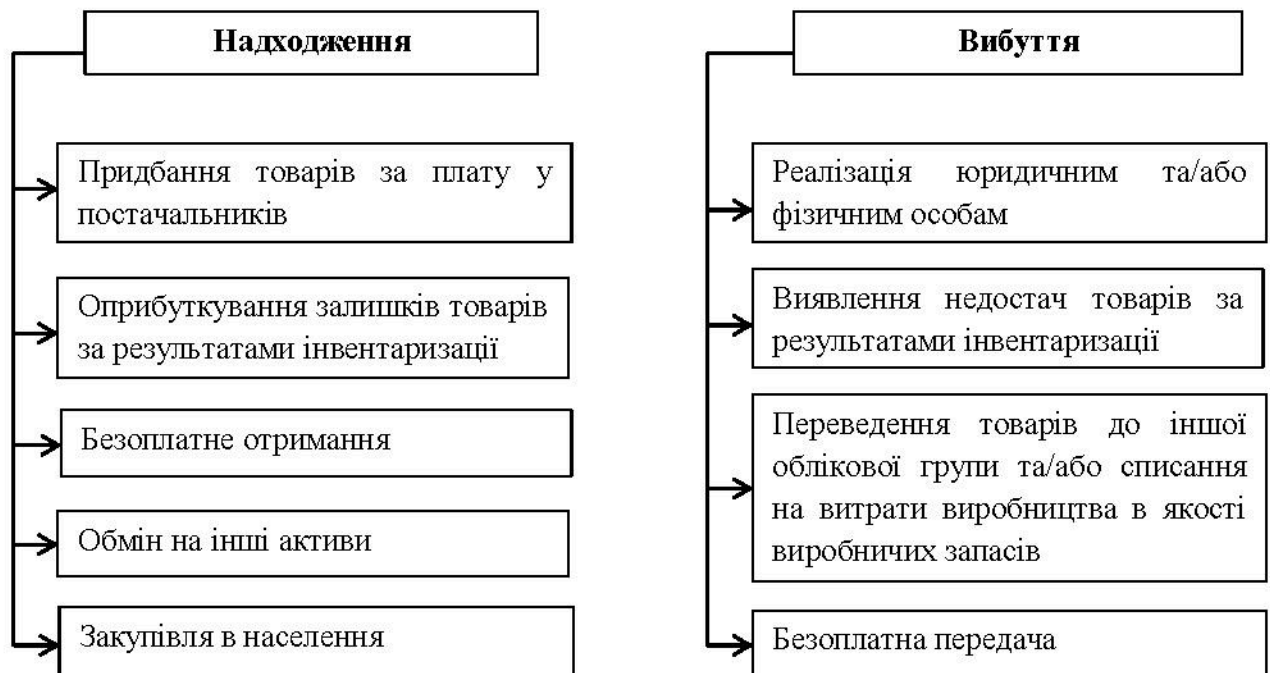 Надходження
Придбання товарів за плату у
постачальників
Оприбуткування залишків товарів
за результатами інвентаризації
Безоплатне отримання
Обмін на інші активи
Закупівля в населення
Вибуття
Реалізація юридичним та/або
фізичним особам
Виявлення недостач товарів за
результатами інвентаризації
Переведення товарів до іншої
облікової групи та/або списання
на витрати виробництва в якості
виробничих запасів
Безоплатна передача